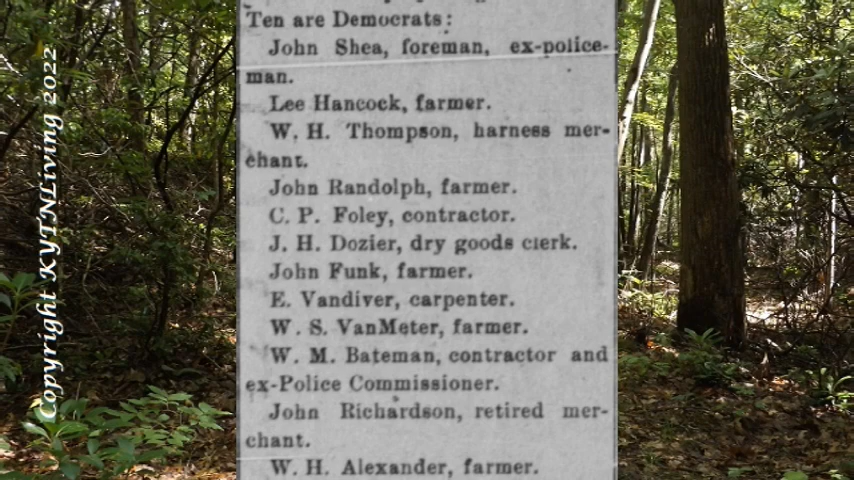 Ten are Democrats:
John Shea, foreman, ex-police-
man.
Lee Hancock, farmer.
W. H. Thompson, harness mer-
chant.
John Randolph, farmer.
C. P. Foley, contractor.
J. H. Dozier, dry goods clerk.
John Funk, farmer.
E. Vandiver, carpenter.
W. S. VanMeter, farmer.
W. M. Bateman, contractor and
ex-Police Commissioner.
John Richardson, retired mer-
chant.
W. H. Alexander, farmer.
Copyright KYTNLiving 2022